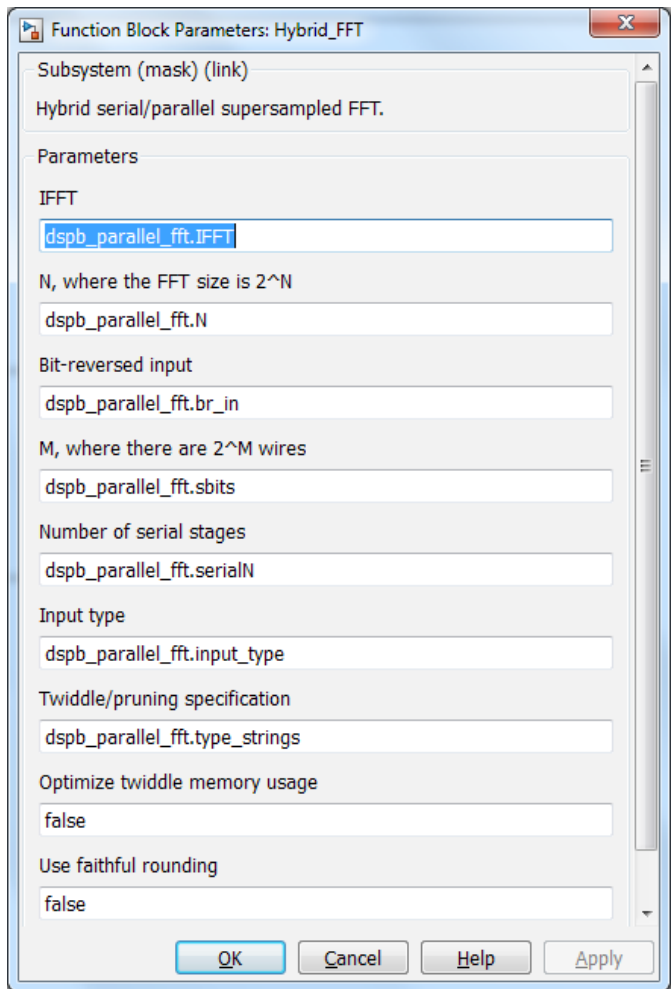 Function Block Parameters: Hybrid_FFT
Subsystem (mask) (link)
Hybrid serial/parallel supersampled FFT.
Parameters
IFFT
dspb_parallel_fft.IFFT
N, where the FFT size is 2^N
dspb_parallel_fft.N
Bit-reversed input
dspb_parallel_fft.br_in
M, where there are 2^M wires
dspb_parallel_fft.sbits
Number of serial stages
dspb_parallel_fft.serialN
Input type
dspb_parallel_fft.input_type
Twiddle/pruning specification
dspb_parallel_fft.type_strings
Optimize twiddle memory usage
false
Use faithful rounding
false
OK Cancel Help Apply